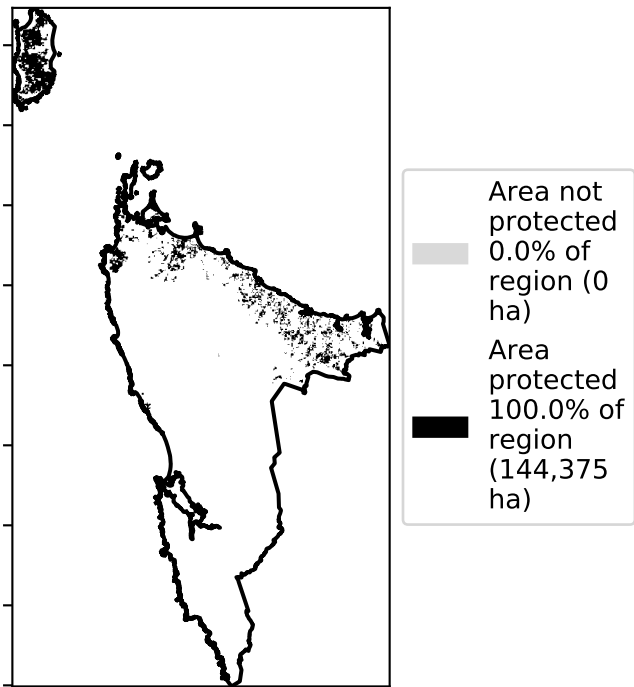 Area not
protected
0.0% of
region (0
ha)
Area
protected
100.0% of
region
(144,375
ha)